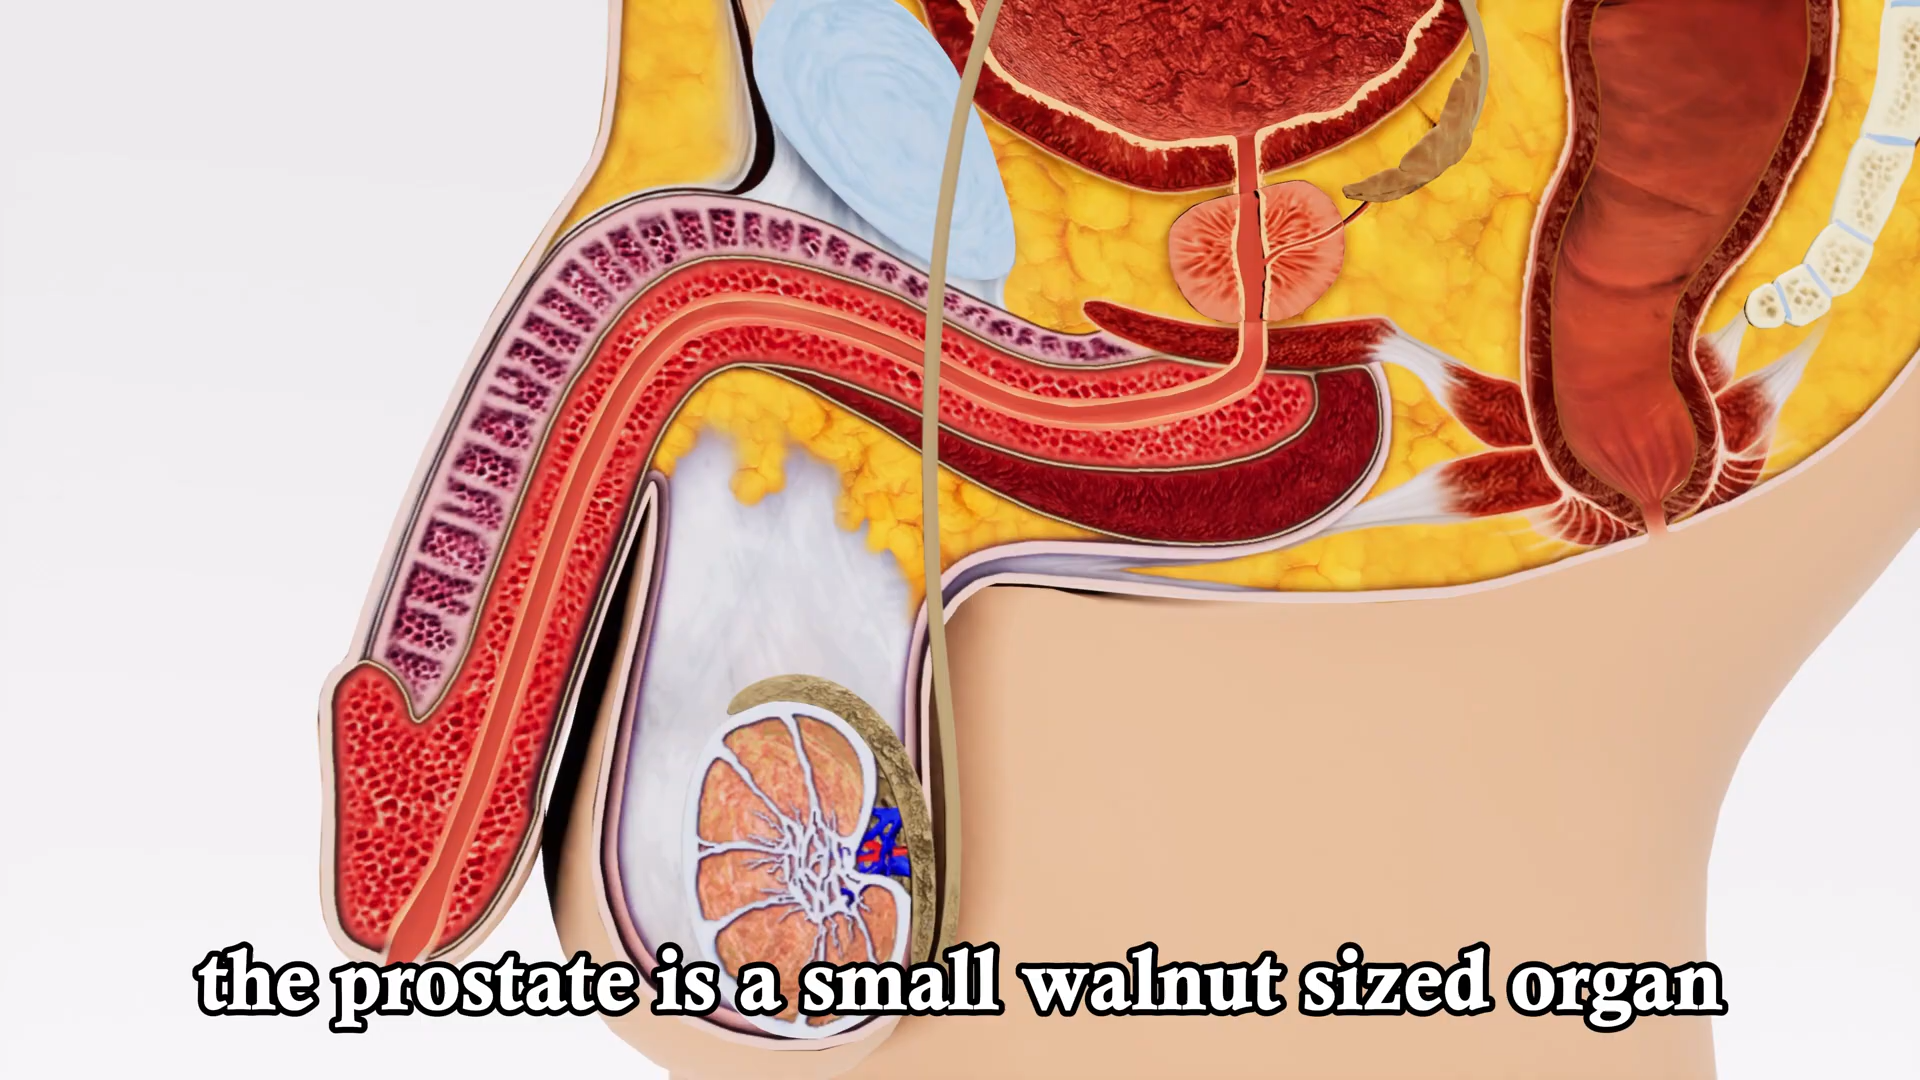 the prostate is a small walnut sized organ